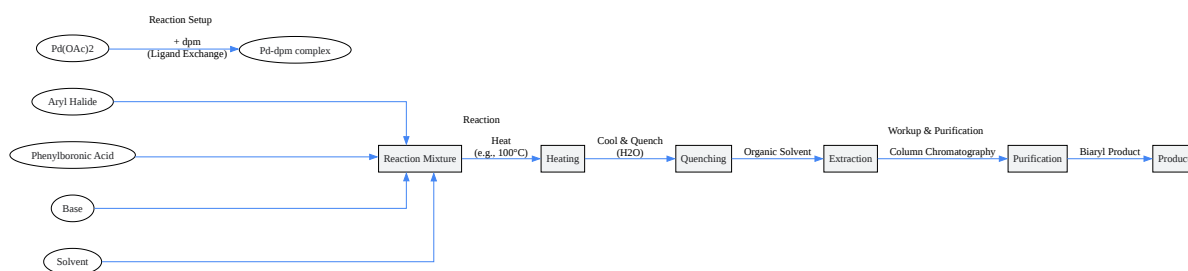 Reaction Setup
Pd(OAc)2
+ dpm
(Ligand Exchange)
Pd-dpm complex
Aryl Halide
Reaction
Phenylboronic Acid
Reaction Mixture
Heat
(e.g., 100°C)
Heating
Cool & Quench
(H2O)
Quenching
Organic Solvent
Extraction
Workup & Purification
Column Chromatography
Purification
Biaryl Product
Product
Base
Solvent